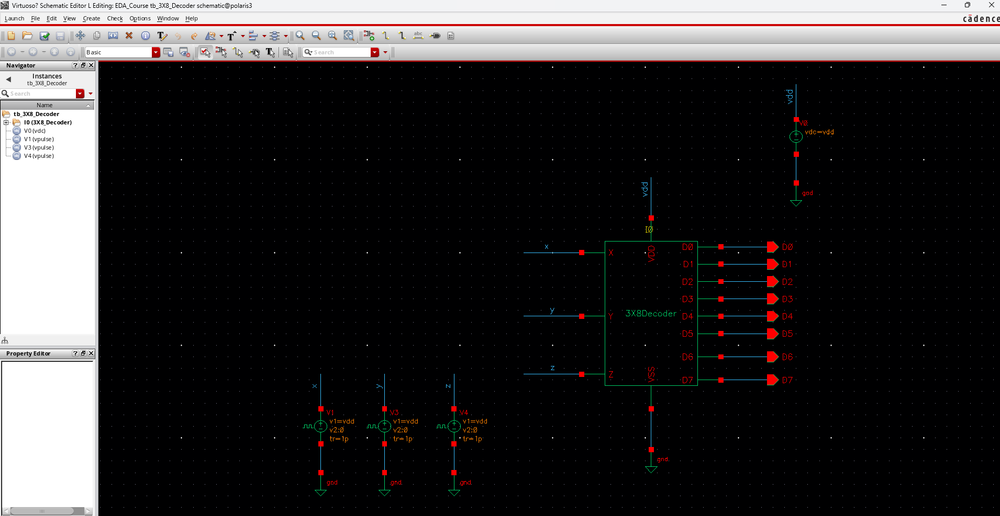 Virtuoso? Schematic Editor L Editing: EDA_Course tb_3X8_Decoder schematic@polaris3
Launch File Edit View Create Check Options Window Help
cādence
abc
Basic
Search
Navigator
Instances
tb_3X8_Decoder
Search
Name
tb_3X8_Decoder
I0 (3X8_Decoder)
V0 (vdc)
V1 (vpulse)
V3 (vpulse)
V4 (vpulse)
Property Editor
vdd
V0
vdc=vdd
gnd
vdd
I0
x
X
VDD
D0 D0
D1 D1
D2 D2
D3 D3
y
Y
3X8Decoder
D4 D4
D5 D5
D6 D6
z
Z
VSS
D7 D7
gnd
x
V1
v1=vdd
v2:0
tr=1p
gnd
y
V3
v1=vdd
v2:0
tr=1p
gnd
z
V4
v1=vdd
v2:0
tr=1p
gnd